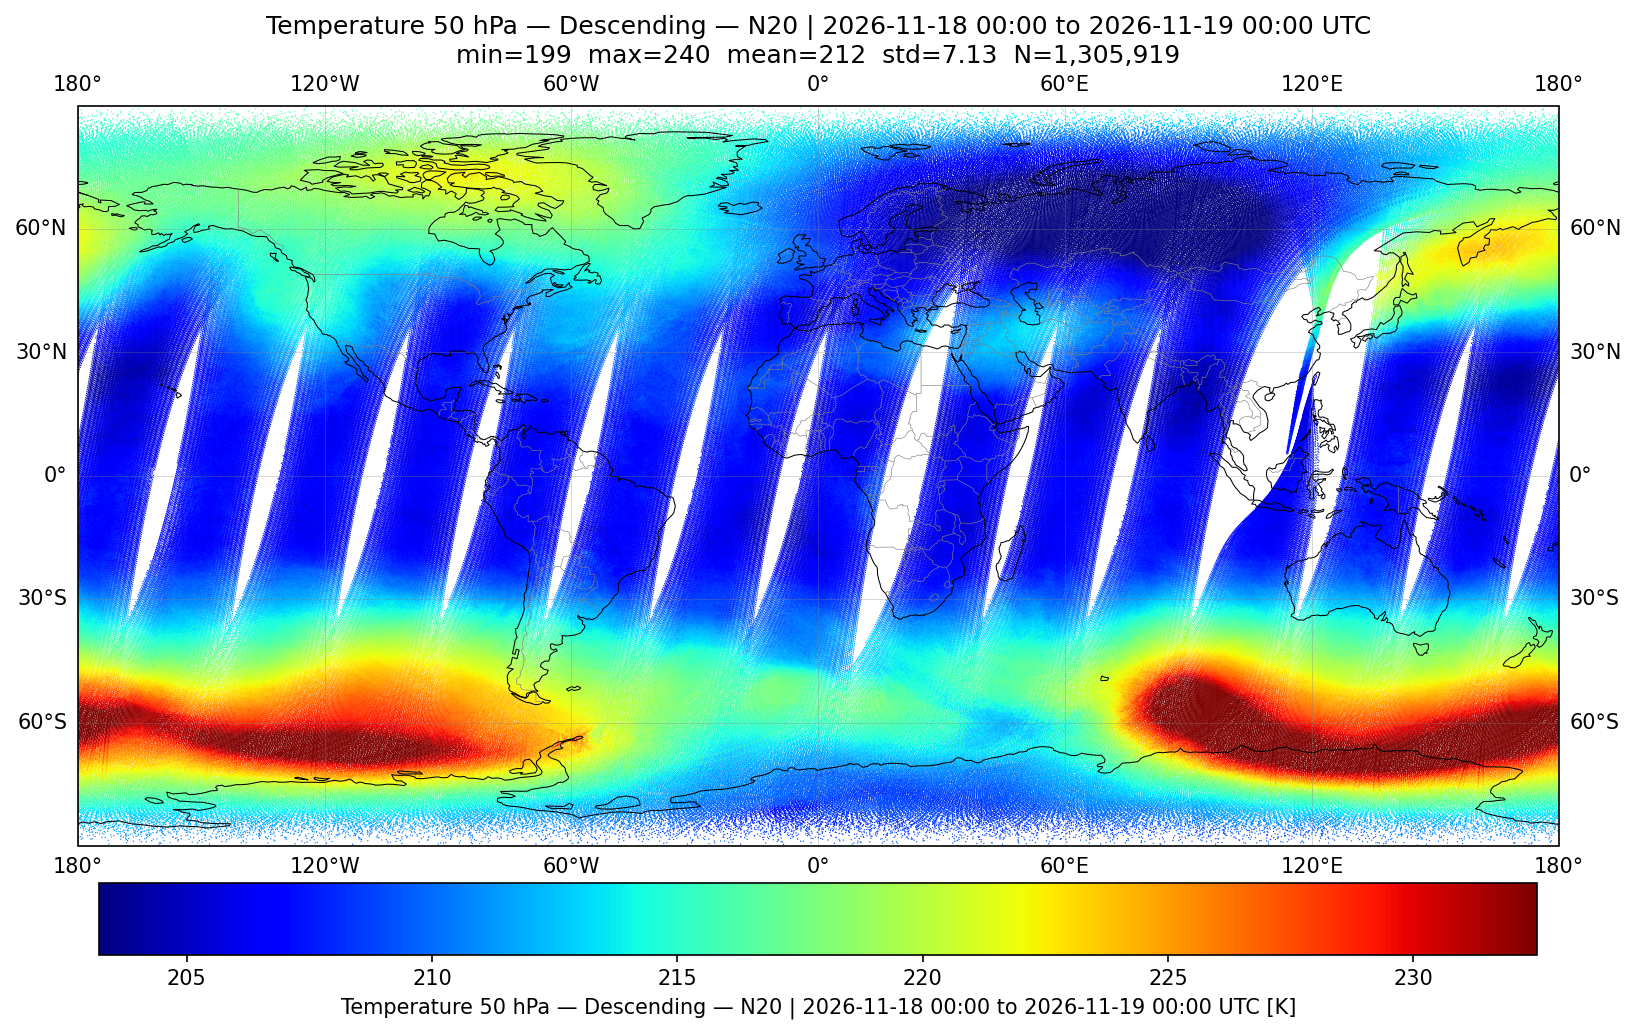 Temperature 50 hPa — Descending — N20 | 2026-11-18 00:00 to 2026-11-19 00:00 UTC
min=199  max=240  mean=212  std=7.13  N=1,305,919
180° 120°W 60°W 0° 60°E 120°E 180°
60°N 60°N
30°N 30°N
0° 0°
30°S 30°S
60°S 60°S
180° 120°W 60°W 0° 60°E 120°E 180°
205 210 215 220 225 230
Temperature 50 hPa — Descending — N20 | 2026-11-18 00:00 to 2026-11-19 00:00 UTC [K]